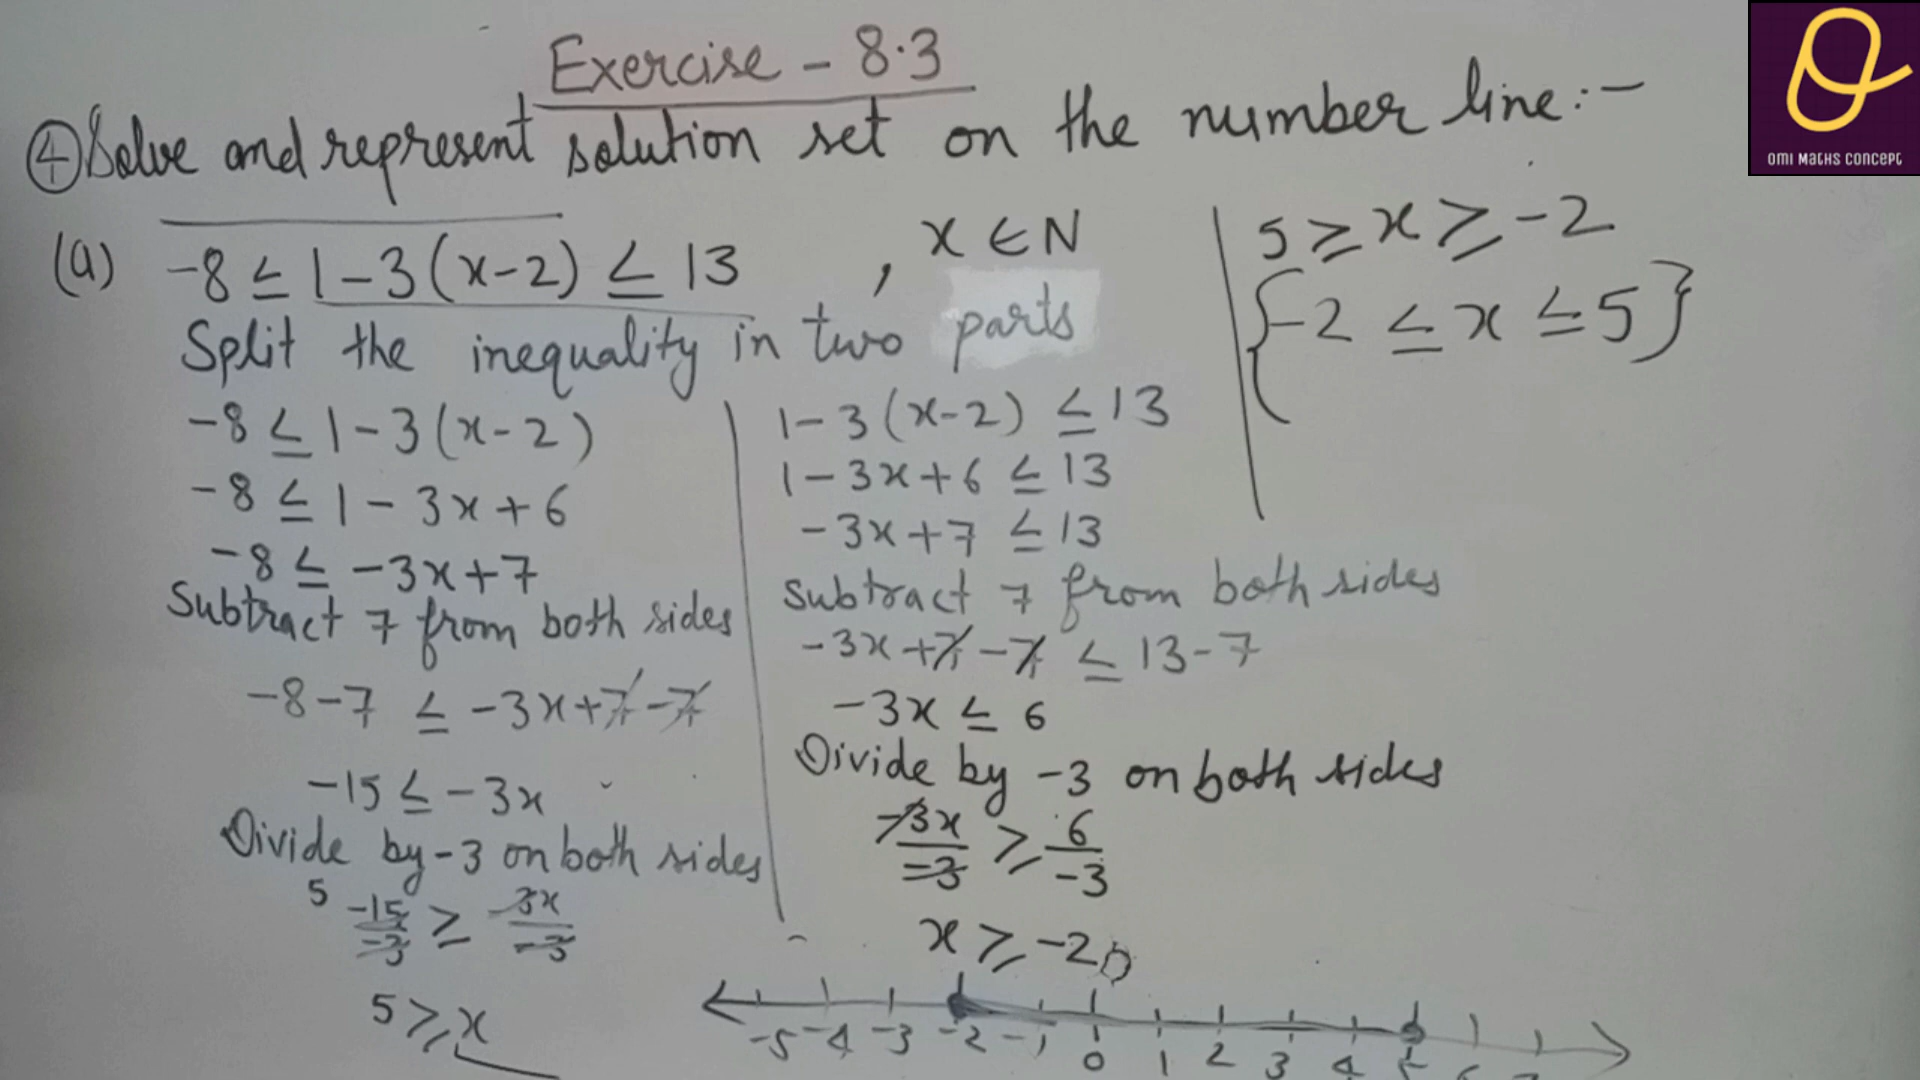 Exercise - 8.3
④ Solve and represent solution set on the number line:-
(a) -8 ≤ 1-3(x-2) ≤ 13 , x ∈ N
Split the inequality in two parts
-8 ≤ 1-3(x-2)
-8 ≤ 1-3x+6
-8 ≤ -3x+7
Subtract 7 from both sides
-8-7 ≤ -3x+7-7
-15 ≤ -3x
Divide by -3 on both sides
5 -15/-3 ≥ -3x/-3
5 ≥ x
1-3(x-2) ≤ 13
1-3x+6 ≤ 13
-3x+7 ≤ 13
Subtract 7 from both sides
-3x+7-7 ≤ 13-7
-3x ≤ 6
Divide by -3 on both sides
-3x/-3 ≥ 6/-3
x ≥ -2
5 ≥ x ≥ -2
{-2 ≤ x ≤ 5}
-5 -4 -3 -2 -1 0 1 2 3 4 5
OMI MATHS CONCEPT